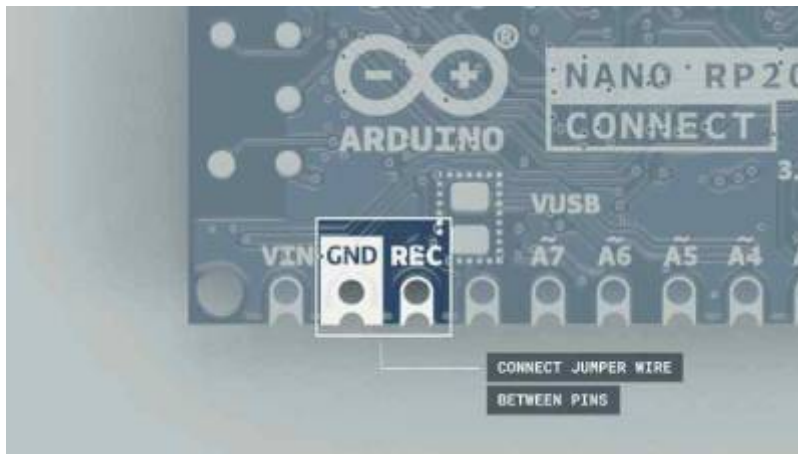 ®
ARDUINO
NANO RP20
CONNECT
3.
VUSB
VIN GND REC A7 A6 A5 A4
CONNECT JUMPER WIRE
BETWEEN PINS